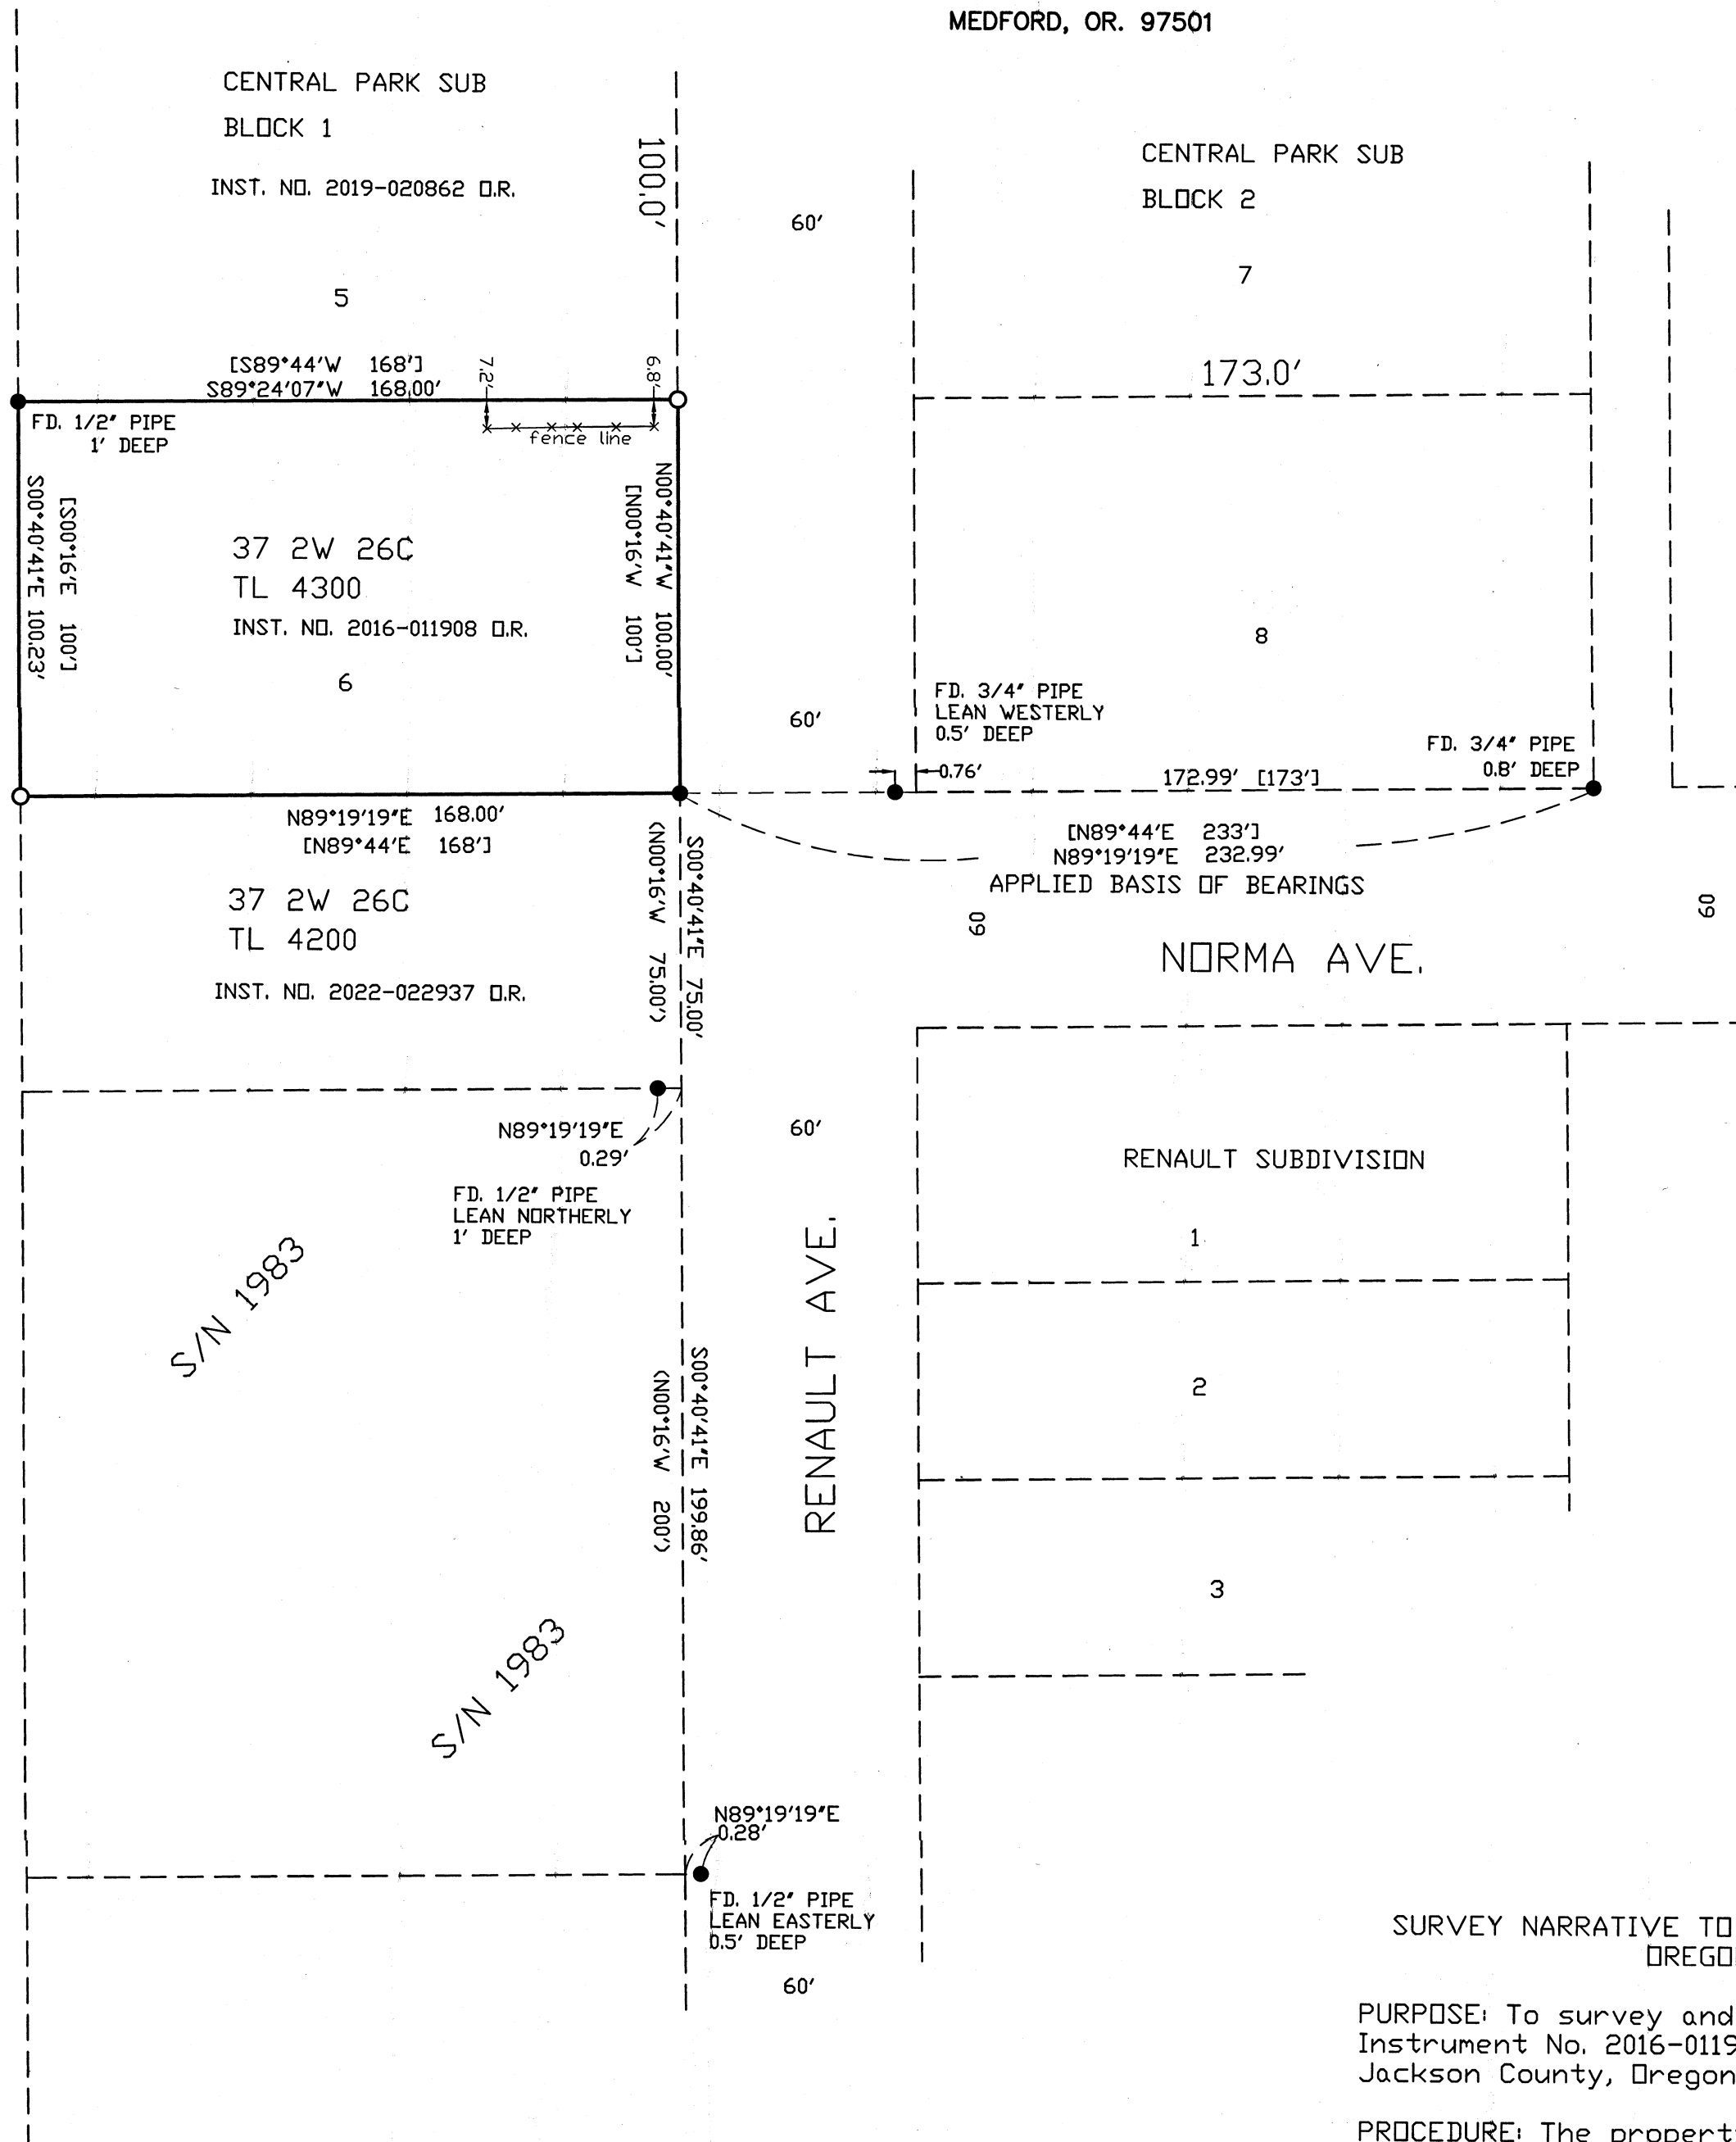 MEDFORD, OR. 97501
CENTRAL PARK SUB
BLOCK 1
INST. NO. 2019-020862 O.R.
5
100.0'
60'
CENTRAL PARK SUB
BLOCK 2
7
173.0'
[S89°44'W 168']
S89°24'07"W 168.00'
7.2'
6.8'
fence line
FD. 1/2" PIPE
1' DEEP
S00°40'41"E 100.23'
[S00°16'E 100']
37 2W 26C
TL 4300
INST. NO. 2016-011908 O.R.
6
N00°40'41"W 100.00'
[N00°16'W 100']
60'
8
FD. 3/4" PIPE
LEAN WESTERLY
0.5' DEEP
0.76'
FD. 3/4" PIPE
0.8' DEEP
172.99' [173']
N89°19'19"E 168.00'
[N89°44'E 168']
[N89°44'E 233']
N89°19'19"E 232.99'
APPLIED BASIS OF BEARINGS
37 2W 26C
TL 4200
INST. NO. 2022-022937 O.R.
S00°40'41"E 75.00'
(N00°16'W 75.00')
60
60
NORMA AVE.
N89°19'19"E
0.29'
FD. 1/2" PIPE
LEAN NORTHERLY
1' DEEP
60'
RENAULT SUBDIVISION
1
S/N 1983
RENAULT AVE.
2
S00°40'41"E 199.86'
(N00°16'W 200')
3
S/N 1983
N89°19'19"E
0.28'
FD. 1/2" PIPE
LEAN EASTERLY
0.5' DEEP
60'
SURVEY NARRATIVE TO
OREGO
PURPOSE: To survey and
Instrument No. 2016-0119
Jackson County, Oregon
PROCEDURE: The propert